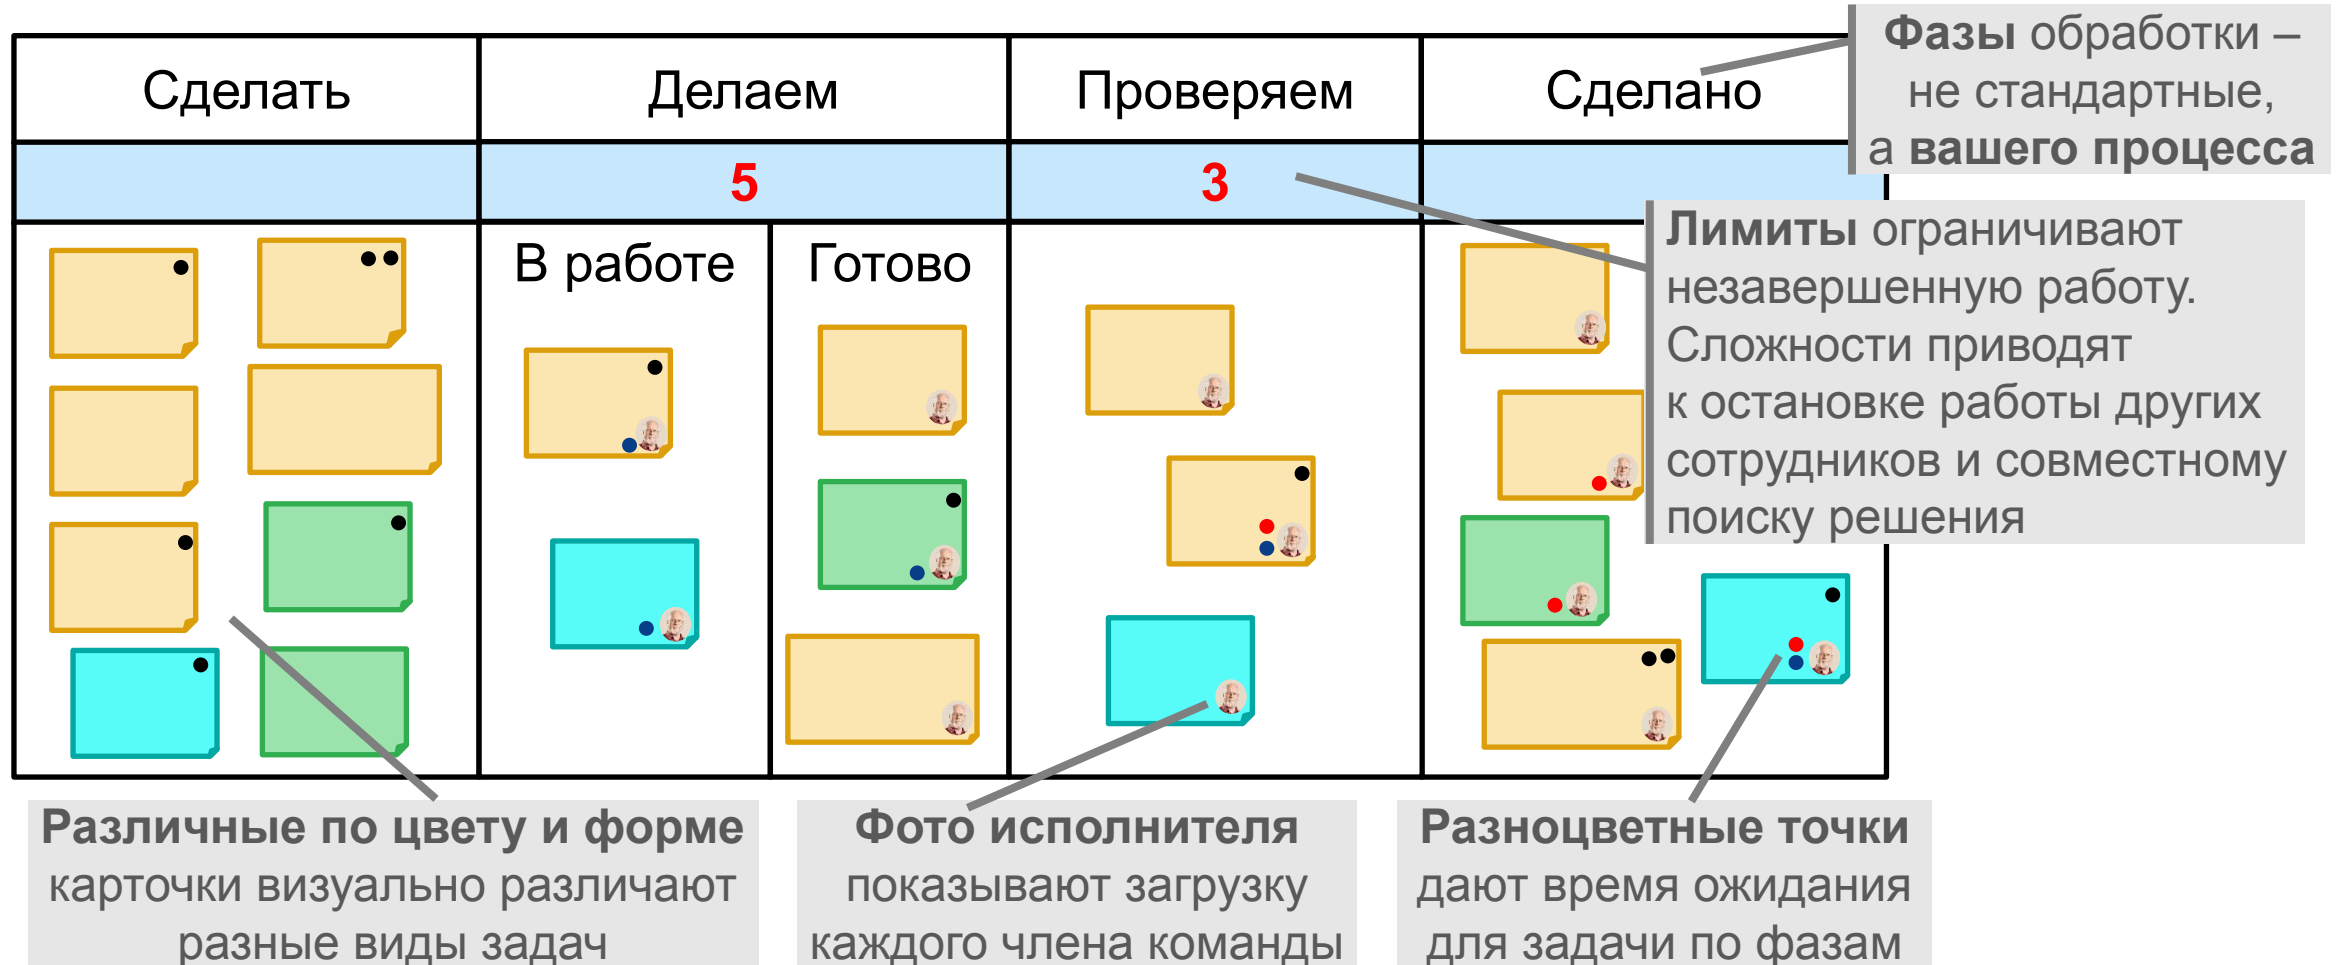 Сделать
Делаем
Проверяем
Сделано
Фазы обработки –
не стандартные,
а вашего процесса
5
3
Лимиты ограничивают
незавершенную работу.
Сложности приводят
к остановке работы других
сотрудников и совместному
поиску решения
В работе
Готово
Различные по цвету и форме
карточки визуально различают
разные виды задач
Фото исполнителя
показывают загрузку
каждого члена команды
Разноцветные точки
дают время ожидания
для задачи по фазам